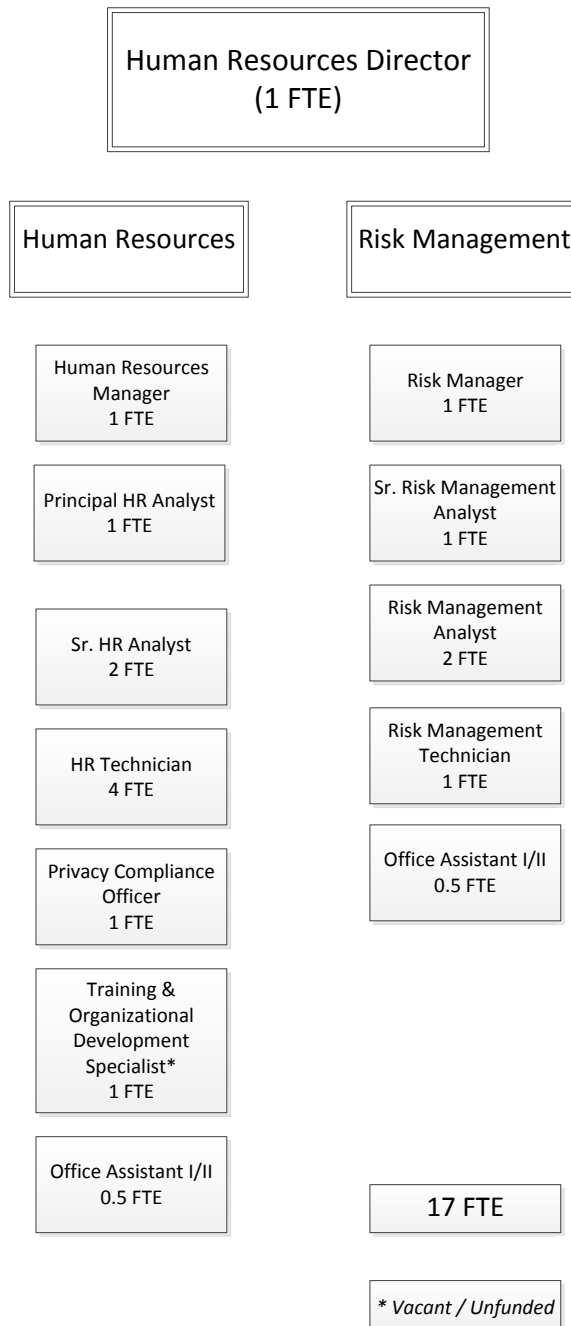 Human Resources Director
(1 FTE)
Human Resources
Human Resources
Manager
1 FTE
Principal HR Analyst
1 FTE
Sr. HR Analyst
2 FTE
HR Technician
4 FTE
Privacy Compliance
Officer
1 FTE
Training &
Organizational
Development
Specialist*
1 FTE
Office Assistant I/II
0.5 FTE
Risk Management
Risk Manager
1 FTE
Sr. Risk Management
Analyst
1 FTE
Risk Management
Analyst
2 FTE
Risk Management
Technician
1 FTE
Office Assistant I/II
0.5 FTE
17 FTE
* Vacant / Unfunded